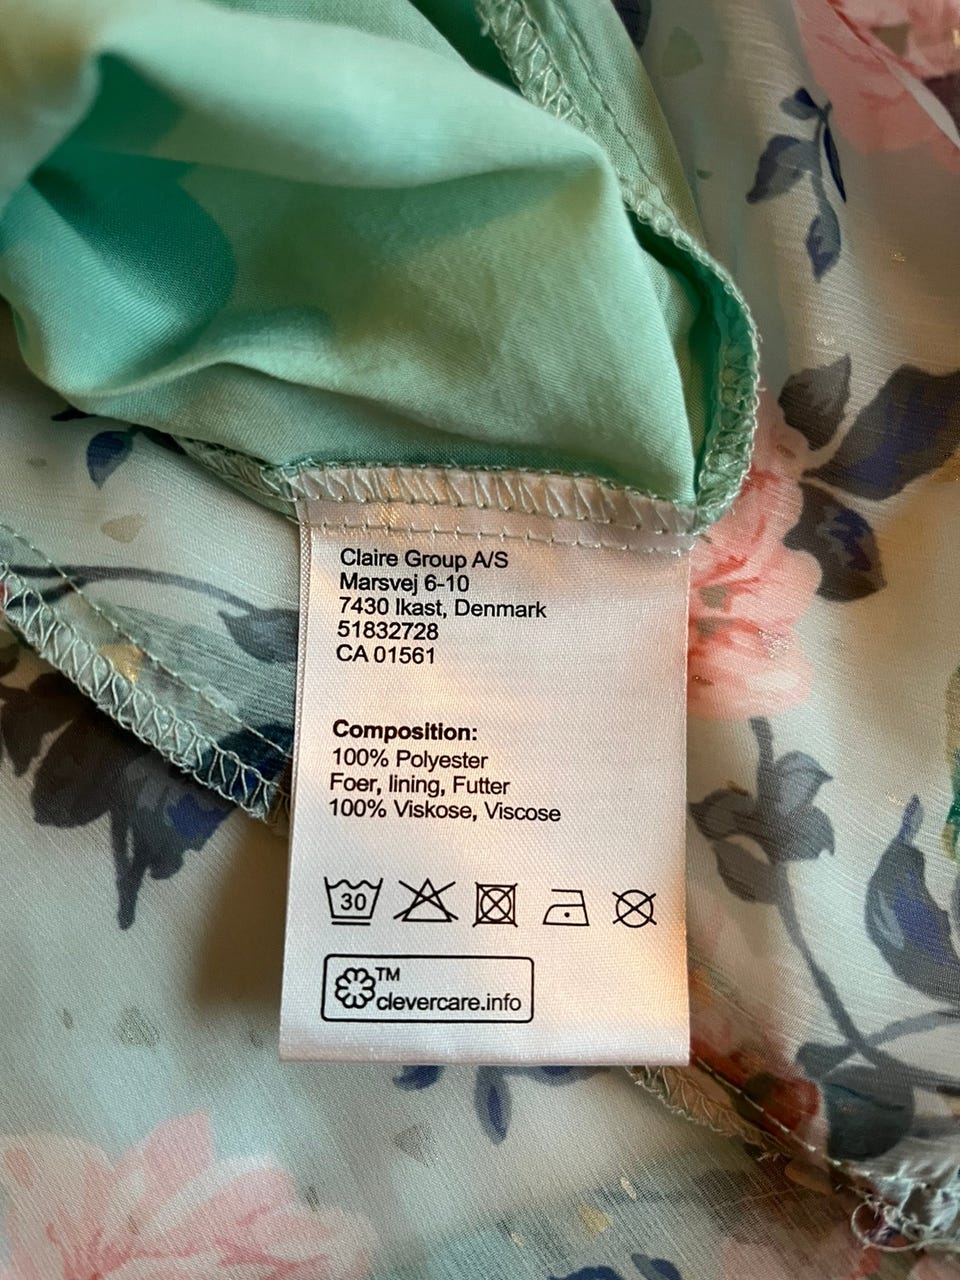 Claire Group A/S
Marsvej 6-10
7430 Ikast, Denmark
51832728
CA 01561
Composition:
100% Polyester
Foer, lining, Futter
100% Viskose, Viscose
30
TM
clevercare.info